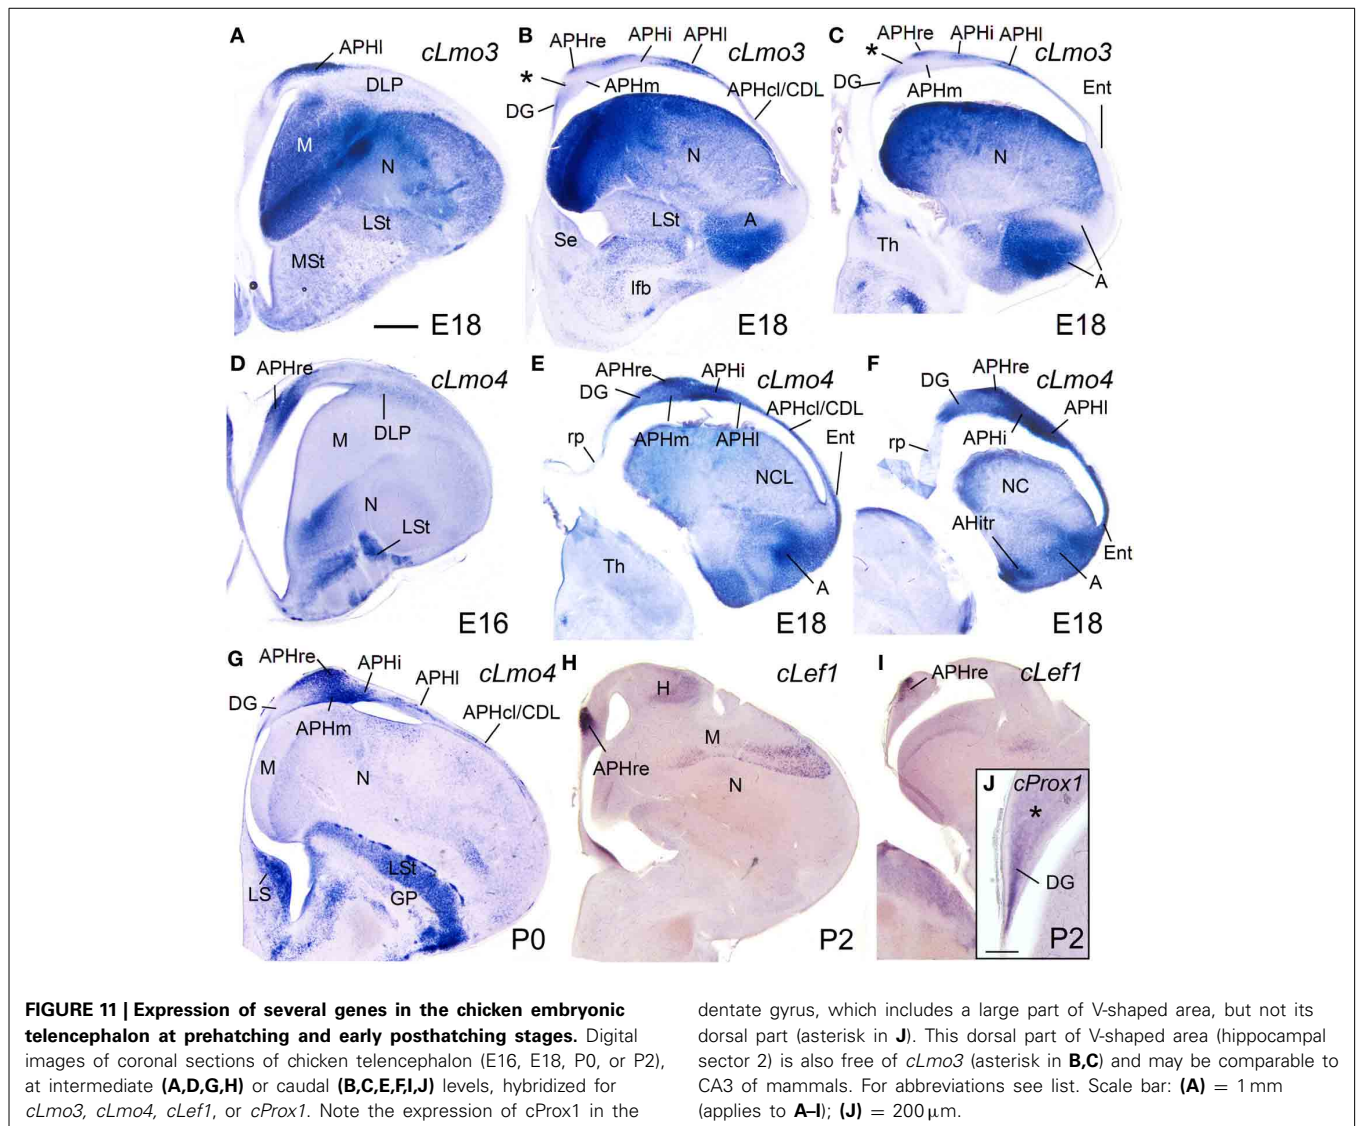 A
APHl
cLmo3
DLP
M
N
LSt
MSt
E18
B
APHre
APHi
APHl
cLmo3
*
APHm
DG
APHcl/CDL
N
LSt
A
Se
lfb
E18
C
APHre
APHi
APHl
cLmo3
*
DG
APHm
Ent
N
Th
A
E18
D
APHre
cLmo4
M
DLP
N
LSt
E16
E
APHre
APHi
cLmo4
DG
APHcl/CDL
rp
APHm
APHl
Ent
NCL
Th
A
E18
F
DG
APHre
cLmo4
APHl
rp
APHi
NC
AHitr
Ent
A
E18
G
APHre
APHi
APHl
cLmo4
DG
APHcl/CDL
APHm
M
N
LSt
LS
GP
P0
H
cLef1
H
M
APHre
N
P2
I
cLef1
APHre
J
cProx1
*
DG
P2
FIGURE 11 | Expression of several genes in the chicken embryonic
telencephalon at prehatching and early posthatching stages. Digital
images of coronal sections of chicken telencephalon (E16, E18, P0, or P2),
at intermediate (A,D,G,H) or caudal (B,C,E,F,I,J) levels, hybridized for
cLmo3, cLmo4, cLef1, or cProx1. Note the expression of cProx1 in the
dentate gyrus, which includes a large part of V-shaped area, but not its
dorsal part (asterisk in J). This dorsal part of V-shaped area (hippocampal
sector 2) is also free of cLmo3 (asterisk in B,C) and may be comparable to
CA3 of mammals. For abbreviations see list. Scale bar: (A) = 1 mm
(applies to A–I); (J) = 200 μm.